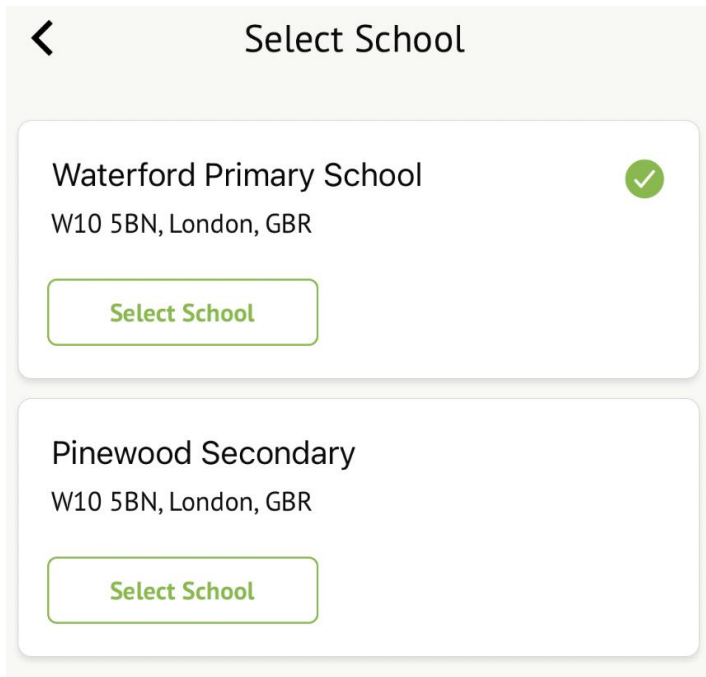 Select School
Waterford Primary School
W10 5BN, London, GBR
Select School
Pinewood Secondary
W10 5BN, London, GBR
Select School